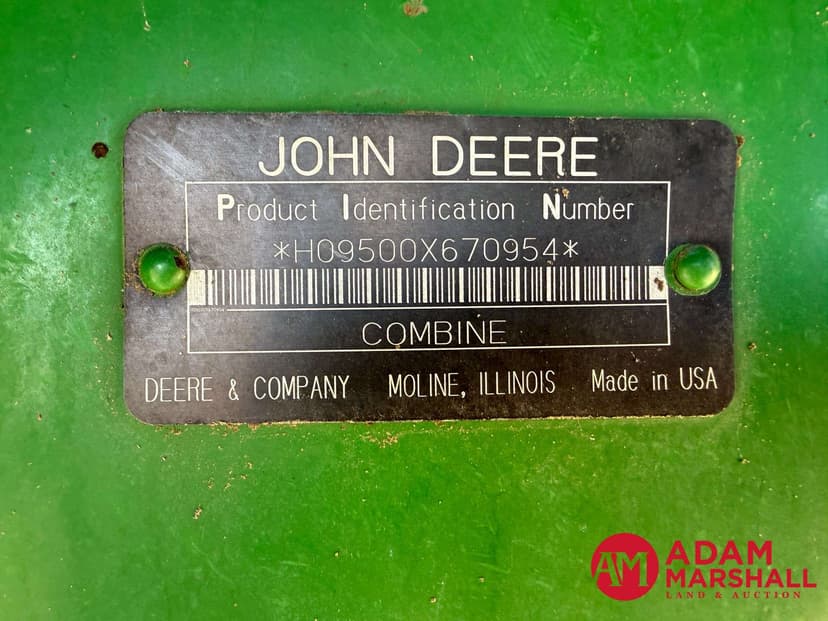 JOHN DEERE
Product Identification Number
*H09500X670954*
COMBINE
DEERE & COMPANY MOLINE, ILLINOIS Made in USA
AM ADAM
MARSHALL
LAND & AUCTION